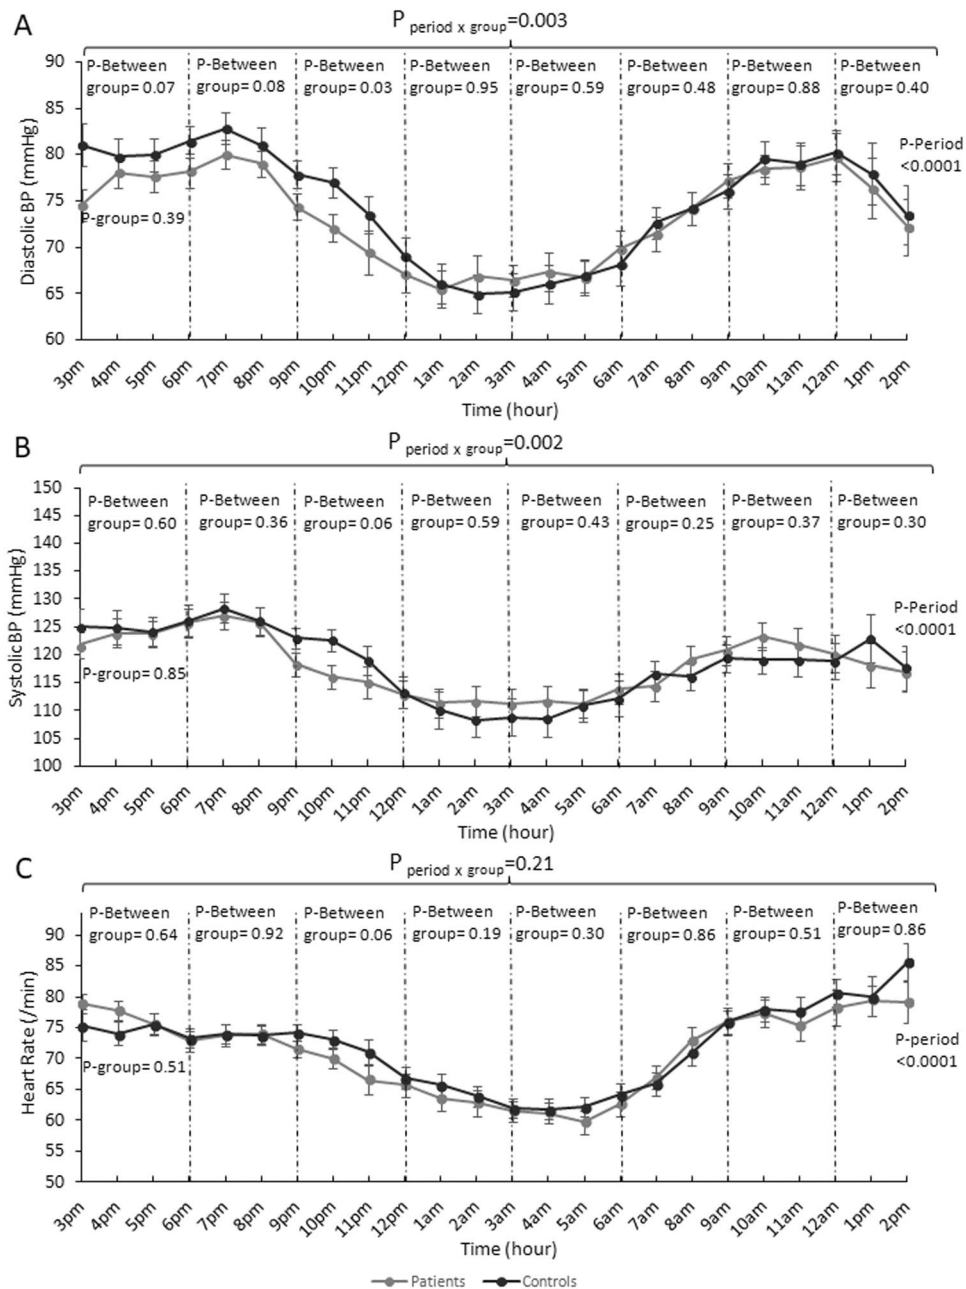 A
P period x group=0.003
P-Between group= 0.07
P-Between group= 0.08
P-Between group= 0.03
P-Between group= 0.95
P-Between group= 0.59
P-Between group= 0.48
P-Between group= 0.88
P-Between group= 0.40
90
85
80
75
70
65
60
Diastolic BP (mmHg)
P-group= 0.39
P-Period
<0.0001
3pm 4pm 5pm 6pm 7pm 8pm 9pm 10pm 11pm 12pm 1am 2am 3am 4am 5am 6am 7am 8am 9am 10am 11am 12am 1pm 2pm
Time (hour)
B
P period x group=0.002
P-Between group= 0.60
P-Between group= 0.36
P-Between group= 0.06
P-Between group= 0.59
P-Between group= 0.43
P-Between group= 0.25
P-Between group= 0.37
P-Between group= 0.30
150
145
140
135
130
125
120
115
110
105
100
Systolic BP (mmHg)
P-group= 0.85
P-Period
<0.0001
3pm 4pm 5pm 6pm 7pm 8pm 9pm 10pm 11pm 12pm 1am 2am 3am 4am 5am 6am 7am 8am 9am 10am 11am 12am 1pm 2pm
Time (hour)
C
P period x group=0.21
P-Between group= 0.64
P-Between group= 0.92
P-Between group= 0.06
P-Between group= 0.19
P-Between group= 0.30
P-Between group= 0.86
P-Between group= 0.51
P-Between group= 0.86
90
85
80
75
70
65
60
55
50
Heart Rate (/min)
P-group= 0.51
P-period
<0.0001
3pm 4pm 5pm 6pm 7pm 8pm 9pm 10pm 11pm 12pm 1am 2am 3am 4am 5am 6am 7am 8am 9am 10am 11am 12am 1pm 2pm
Time (hour)
Patients Controls